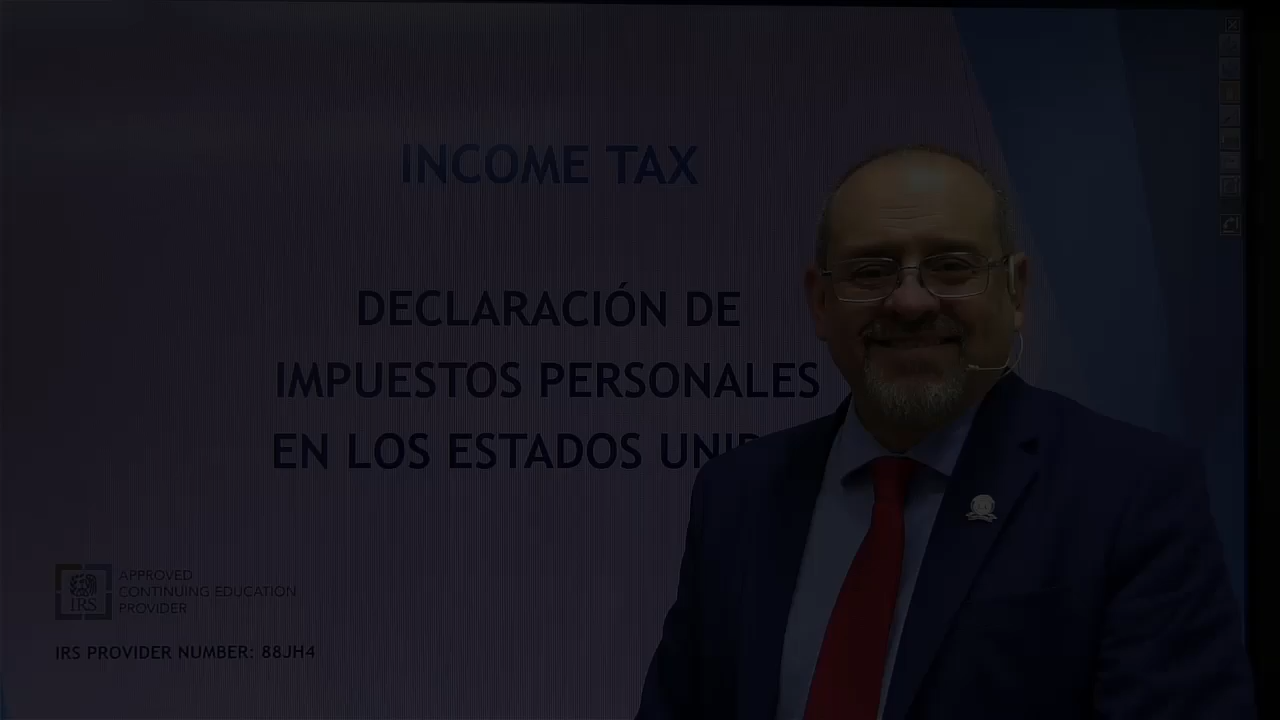 INCOME TAX
DECLARACIÓN DE
IMPUESTOS PERSONALES
EN LOS ESTADOS
IRS
APPROVED
CONTINUING EDUCATION
PROVIDER
IRS PROVIDER NUMBER: 88JH4